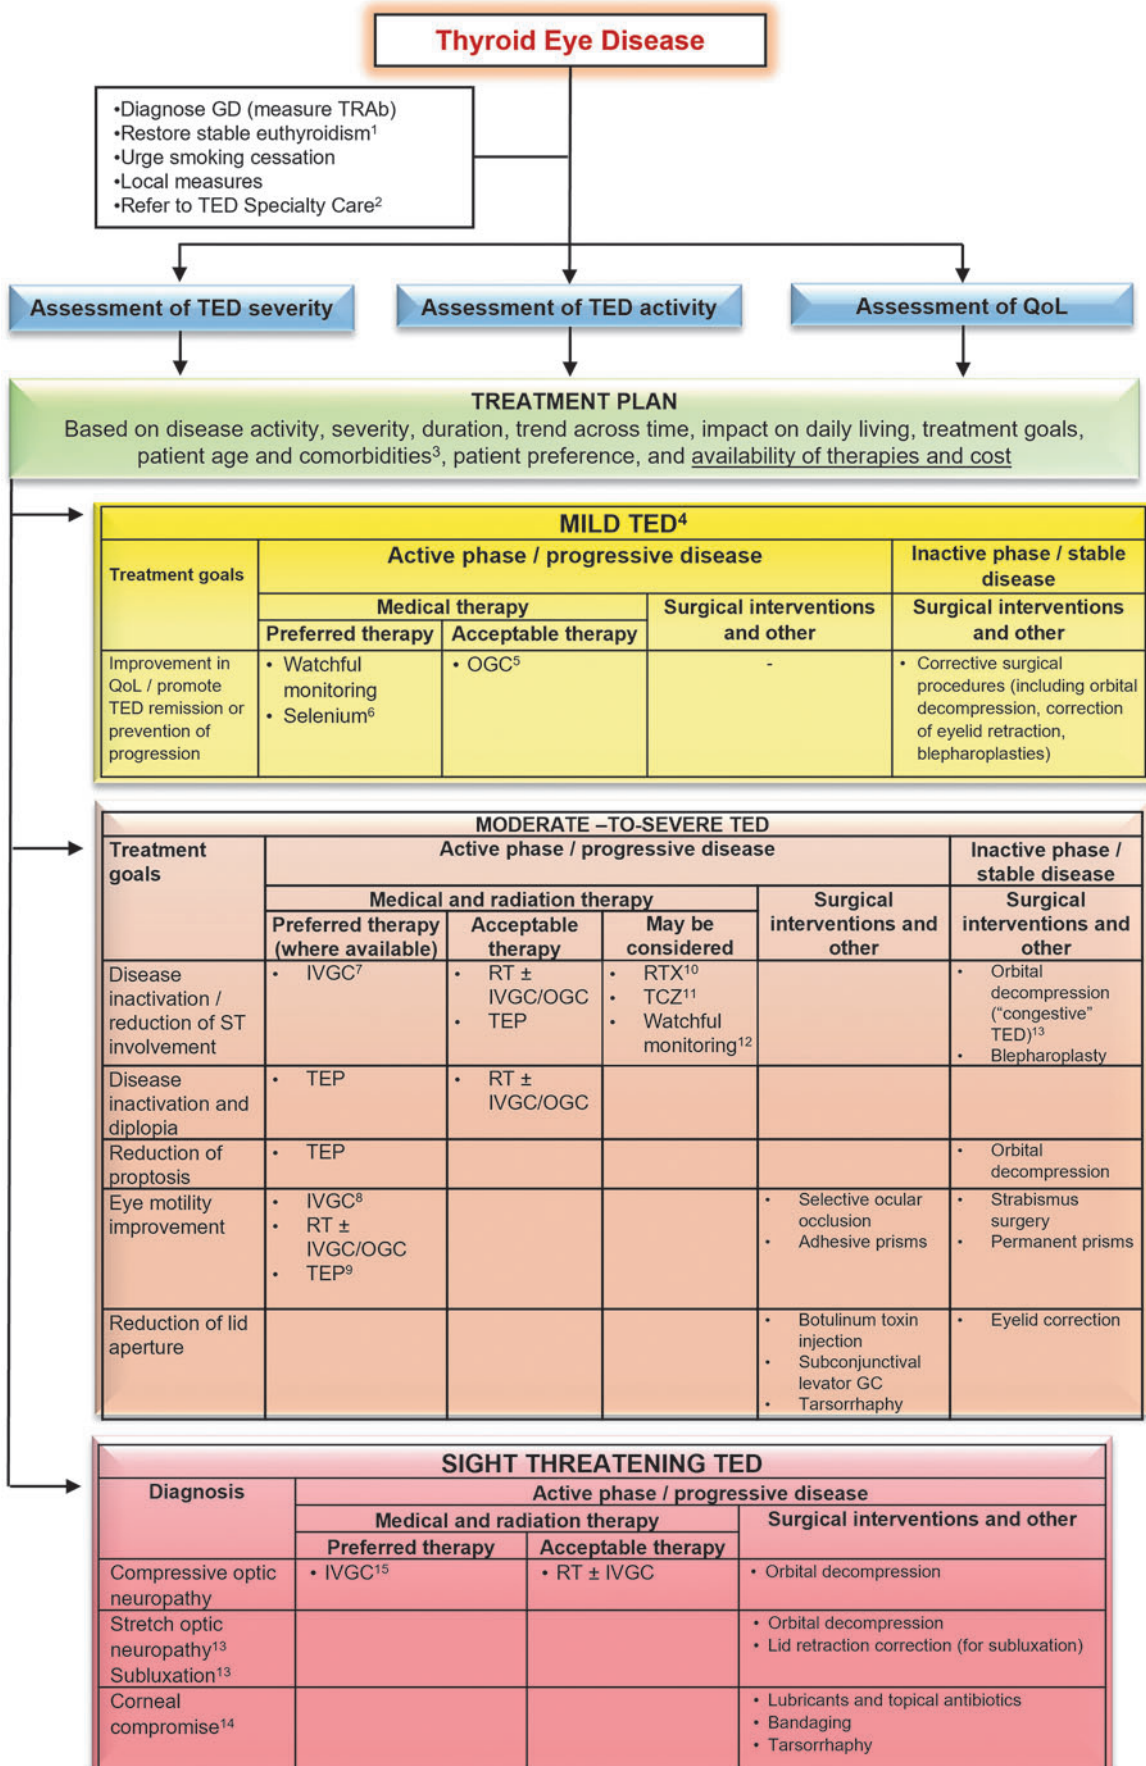 Thyroid Eye Disease
•Diagnose GD (measure TRAb)
•Restore stable euthyroidism¹
•Urge smoking cessation
•Local measures
•Refer to TED Specialty Care²
Assessment of TED severity
Assessment of TED activity
Assessment of QoL
TREATMENT PLAN
Based on disease activity, severity, duration, trend across time, impact on daily living, treatment goals,
patient age and comorbidities³, patient preference, and availability of therapies and cost
MILD TED⁴
Treatment goals
Active phase / progressive disease
Inactive phase / stable
disease
Medical therapy
Surgical interventions
and other
Surgical interventions
and other
Preferred therapy
Acceptable therapy
Improvement in
QoL / promote
TED remission or
prevention of
progression
• Watchful
monitoring
• Selenium⁶
• OGC⁵
-
• Corrective surgical
procedures (including orbital
decompression, correction
of eyelid retraction,
blepharoplasties)
MODERATE –TO-SEVERE TED
Treatment
goals
Active phase / progressive disease
Inactive phase /
stable disease
Medical and radiation therapy
Surgical
interventions and
other
Surgical
interventions and
other
Preferred therapy
(where available)
Acceptable
therapy
May be
considered
Disease
inactivation /
reduction of ST
involvement
• IVGC⁷
• RT ±
IVGC/OGC
• TEP
• RTX¹⁰
• TCZ¹¹
• Watchful
monitoring¹²
• Orbital
decompression
("congestive"
TED)¹³
• Blepharoplasty
Disease
inactivation and
diplopia
• TEP
• RT ±
IVGC/OGC
Reduction of
proptosis
• TEP
• Orbital
decompression
Eye motility
improvement
• IVGC⁸
• RT ±
IVGC/OGC
• TEP⁹
• Selective ocular
occlusion
• Adhesive prisms
• Strabismus
surgery
• Permanent prisms
Reduction of lid
aperture
• Botulinum toxin
injection
• Subconjunctival
levator GC
• Tarsorrhaphy
• Eyelid correction
SIGHT THREATENING TED
Diagnosis
Active phase / progressive disease
Medical and radiation therapy
Surgical interventions and other
Preferred therapy
Acceptable therapy
Compressive optic
neuropathy
• IVGC¹⁵
• RT ± IVGC
• Orbital decompression
Stretch optic
neuropathy¹³
Subluxation¹³
• Orbital decompression
• Lid retraction correction (for subluxation)
Corneal
compromise¹⁴
• Lubricants and topical antibiotics
• Bandaging
• Tarsorrhaphy